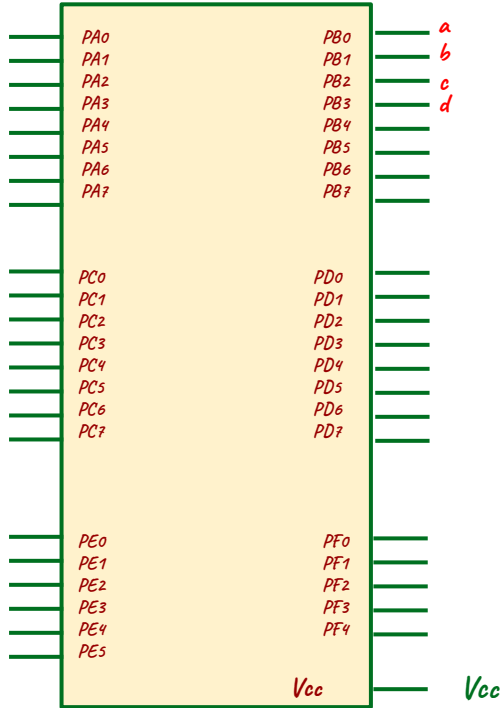 PA0 PB0 a
PA1 PB1 b
PA2 PB2 c
PA3 PB3 d
PA4 PB4
PA5 PB5
PA6 PB6
PA7 PB7
PC0 PD0
PC1 PD1
PC2 PD2
PC3 PD3
PC4 PD4
PC5 PD5
PC6 PD6
PC7 PD7
PE0 PF0
PE1 PF1
PE2 PF2
PE3 PF3
PE4 PF4
PE5
Vcc Vcc